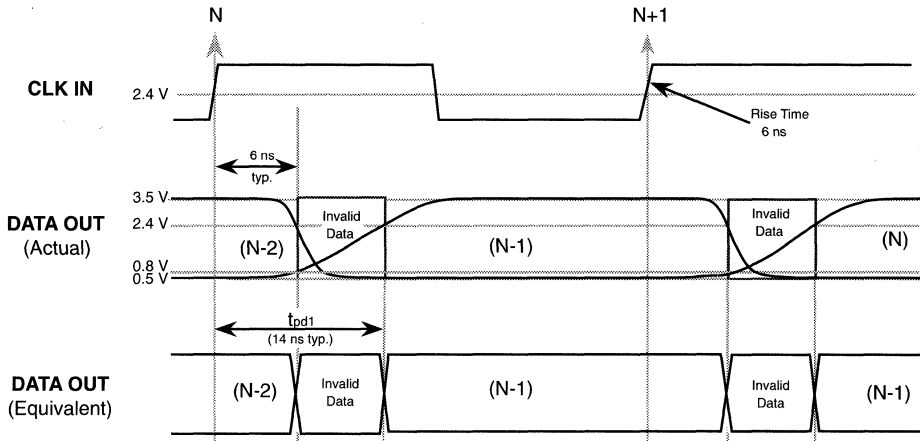 N
N+1
CLK IN
2.4 V
Rise Time
6 ns
6 ns
typ.
DATA OUT
(Actual)
3.5 V
2.4 V
0.8 V
0.5 V
(N-2)
Invalid
Data
(N-1)
Invalid
Data
(N)
tpd1
(14 ns typ.)
DATA OUT
(Equivalent)
(N-2)
Invalid
Data
(N-1)
Invalid
Data
(N-1)